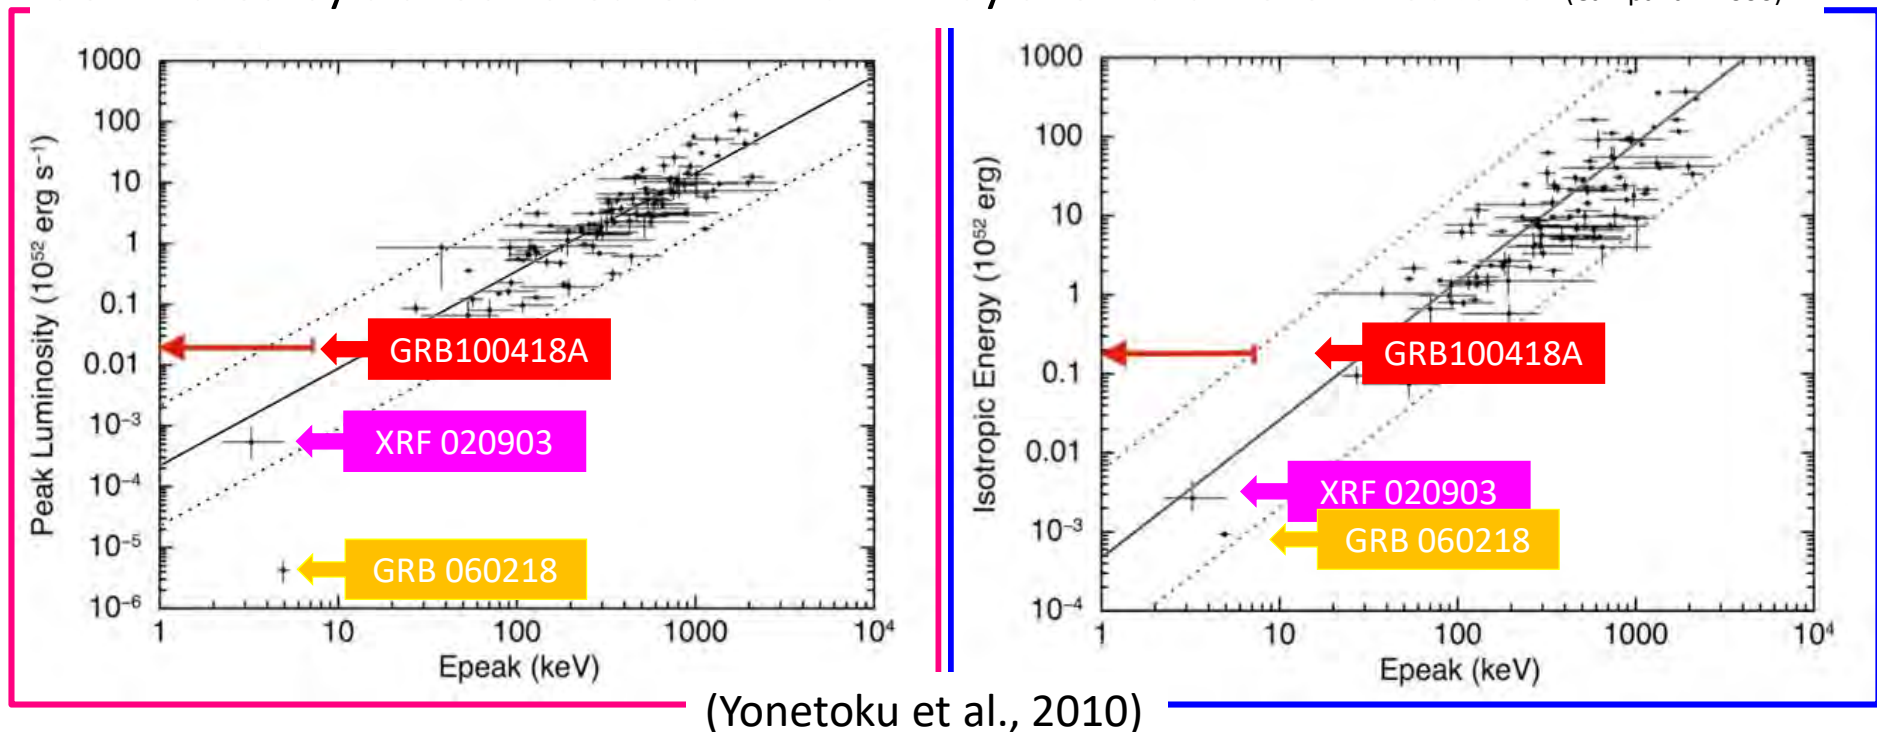 1000
100
10
1
0.1
0.01
10⁻³
10⁻⁴
10⁻⁵
10⁻⁶
Peak Luminosity (10⁵² erg s⁻¹)
GRB100418A
XRF 020903
GRB 060218
1 10 100 1000 10⁴
Epeak (keV)
1000
100
10
1
0.1
0.01
10⁻³
10⁻⁴
Isotropic Energy (10⁵² erg)
GRB100418A
XRF 020903
GRB 060218
1 10 100 1000 10⁴
Epeak (keV)
(Yonetoku et al., 2010)